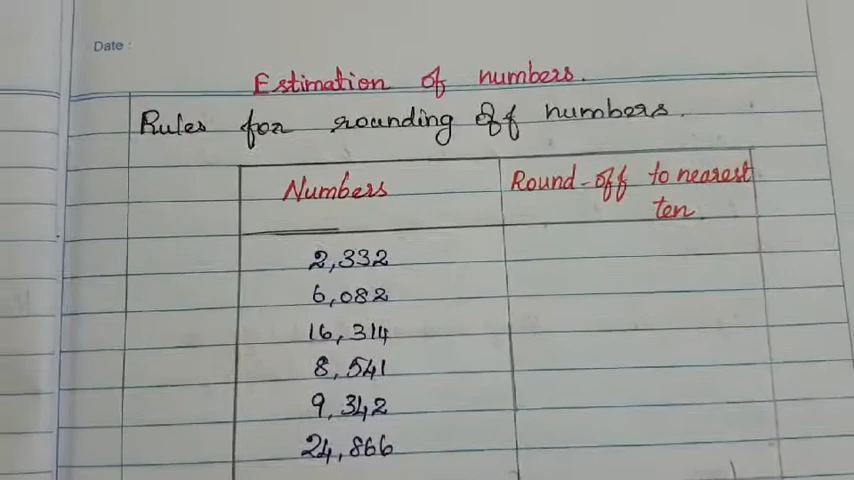 Date :
Estimation of numbers.
Rules for rounding off numbers.
Numbers
Round-off to nearest
ten
2,332
6,082
16,314
8,541
9,342
24,866